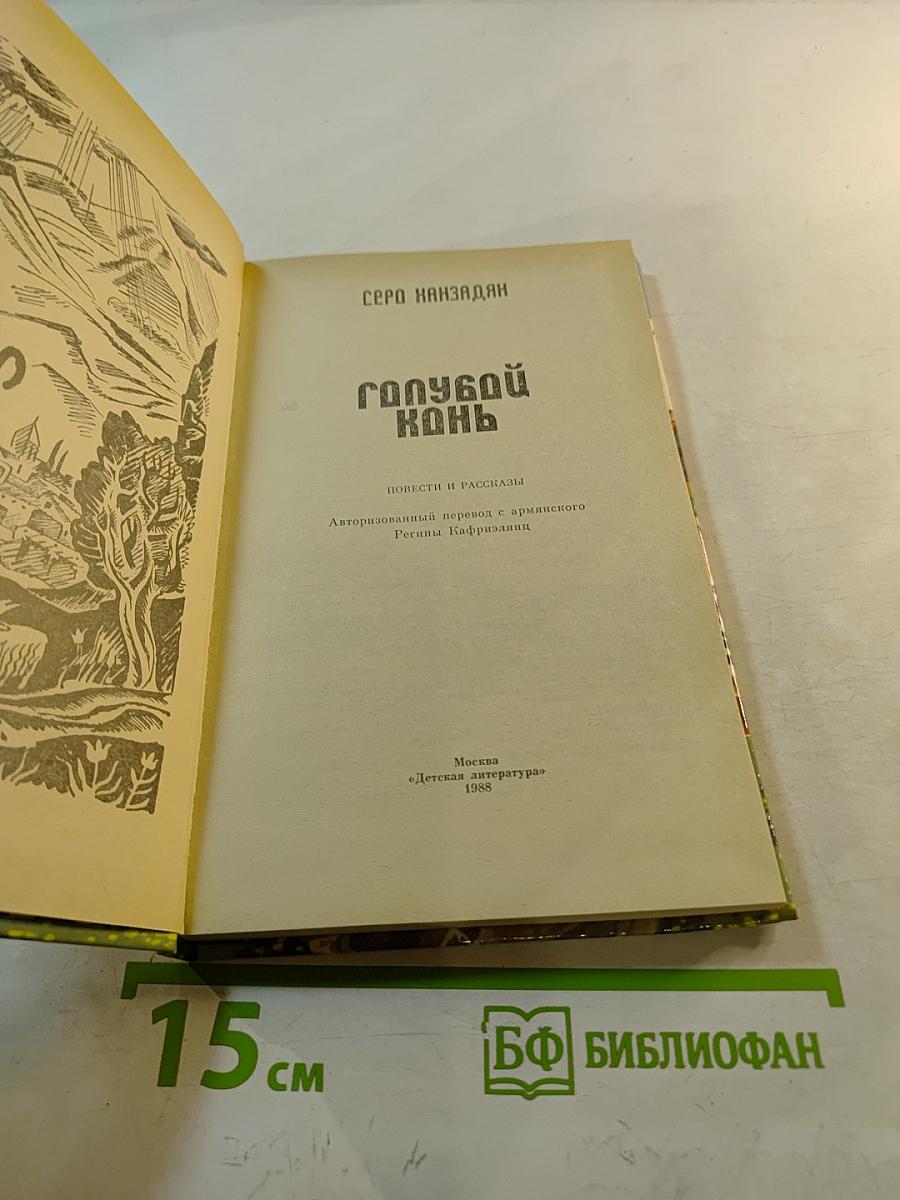 СЕРО ХАНЗАДЯН
ГОЛУБОЙ
КОНЬ
ПОВЕСТИ И РАССКАЗЫ
Авторизованный перевод с армянского
Регины Кафриэлянц
Москва
«Детская литература»
1988
15 см
БФ БИБЛИОФАН